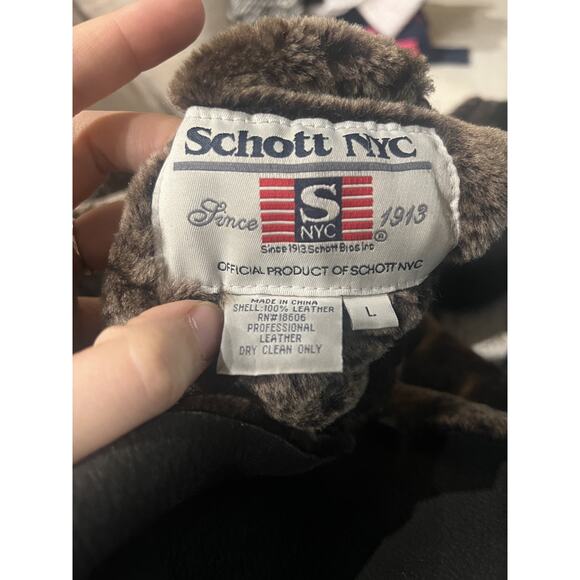 Schott NYC
Since S 1913
NYC ®
Since 1913 Schott Bros Inc
OFFICIAL PRODUCT OF SCHOTT NYC
MADE IN CHINA
SHELL:100% LEATHER
RN#18606
PROFESSIONAL
LEATHER
DRY CLEAN ONLY
L